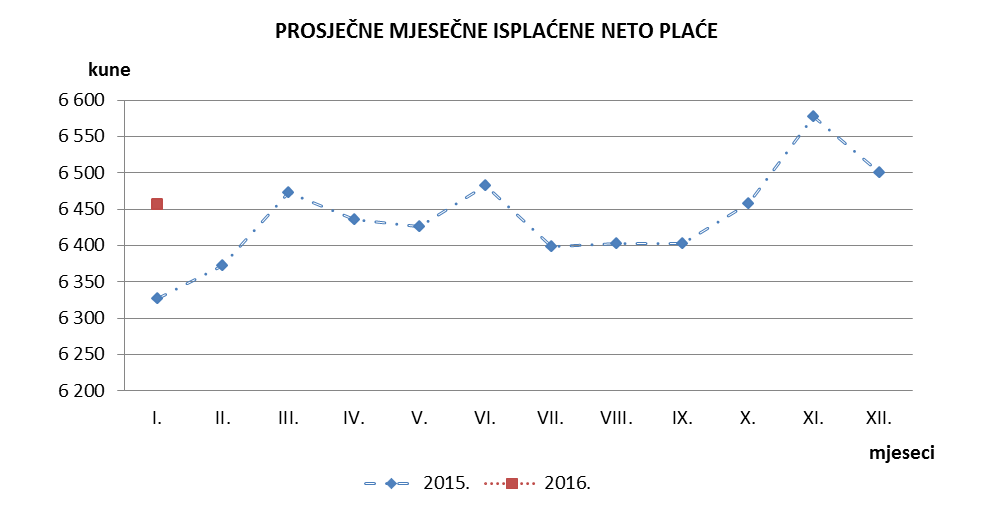 PROSJEČNE MJESEČNE ISPLAĆENE NETO PLAĆE
kune
6 600
6 550
6 500
6 450
6 400
6 350
6 300
6 250
6 200
I. II. III. IV. V. VI. VII. VIII. IX. X. XI. XII.
mjeseci
2015. 2016.